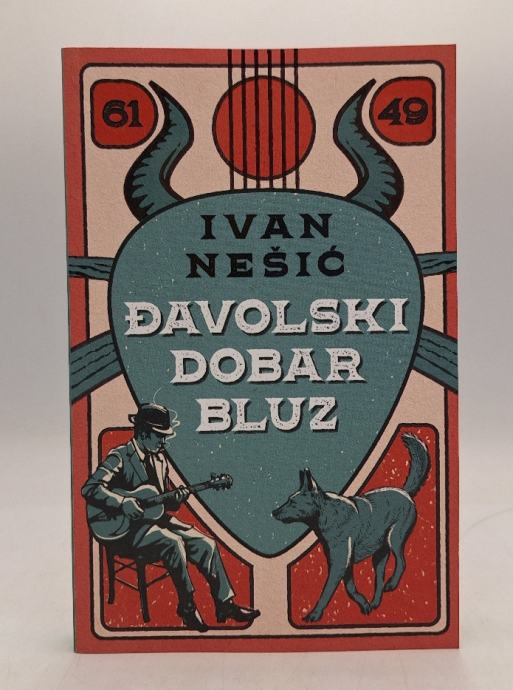 61
49
IVAN
NEŠIĆ
ĐAVOLSKI
DOBAR
BLUZ